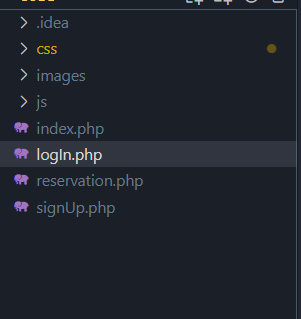 .idea
css
images
js
index.php
logIn.php
reservation.php
signUp.php